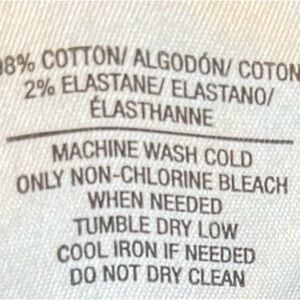 98% COTTON/ ALGODÓN/ COTON
2% ELASTANE/ ELASTANO/
ÉLASTHANNE
MACHINE WASH COLD
ONLY NON-CHLORINE BLEACH
WHEN NEEDED
TUMBLE DRY LOW
COOL IRON IF NEEDED
DO NOT DRY CLEAN